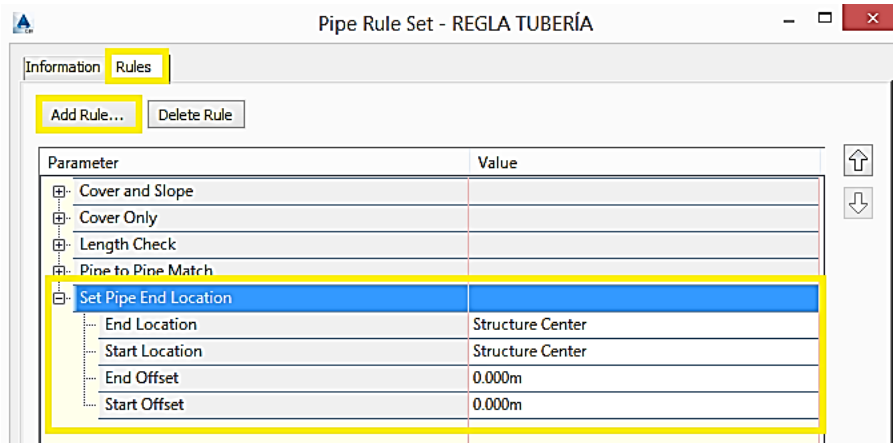 Pipe Rule Set - REGLA TUBERÍA
Information Rules
Add Rule... Delete Rule
Parameter Value
Cover and Slope
Cover Only
Length Check
Pipe to Pipe Match
Set Pipe End Location
End Location Structure Center
Start Location Structure Center
End Offset 0.000m
Start Offset 0.000m